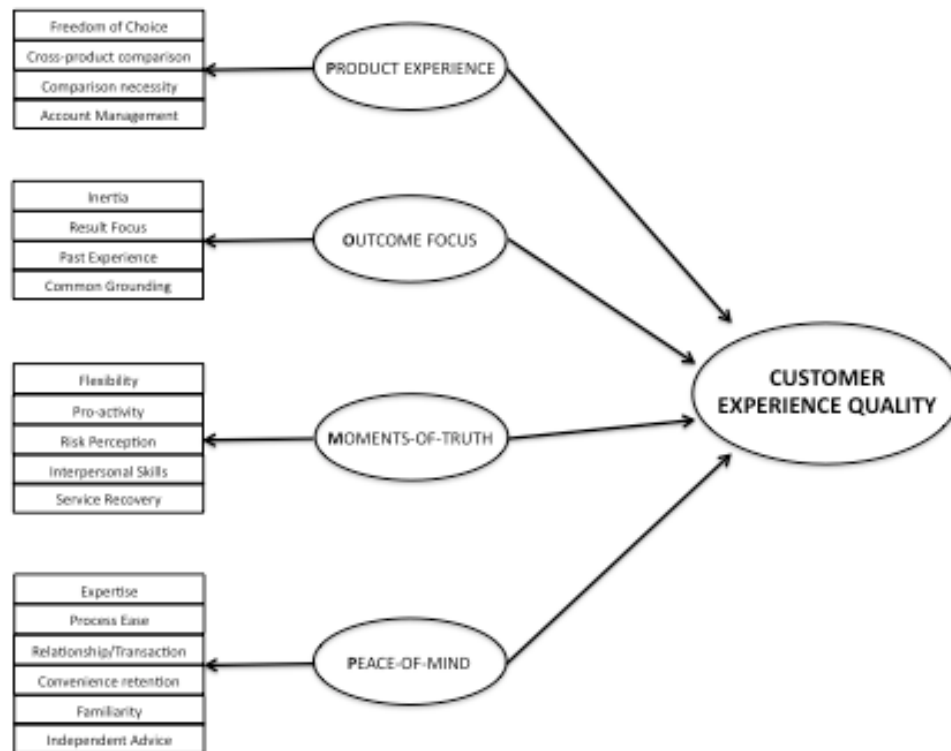 Freedom of Choice
Cross-product comparison
Comparison necessity
Account Management
PRODUCT EXPERIENCE
Inertia
Result Focus
Past Experience
Common Grounding
OUTCOME FOCUS
Flexibility
Pro-activity
Risk Perception
Interpersonal Skills
Service Recovery
MOMENTS-OF-TRUTH
Expertise
Process Ease
Relationship/Transaction
Convenience retention
Familiarity
Independent Advice
PEACE-OF-MIND
CUSTOMER
EXPERIENCE QUALITY